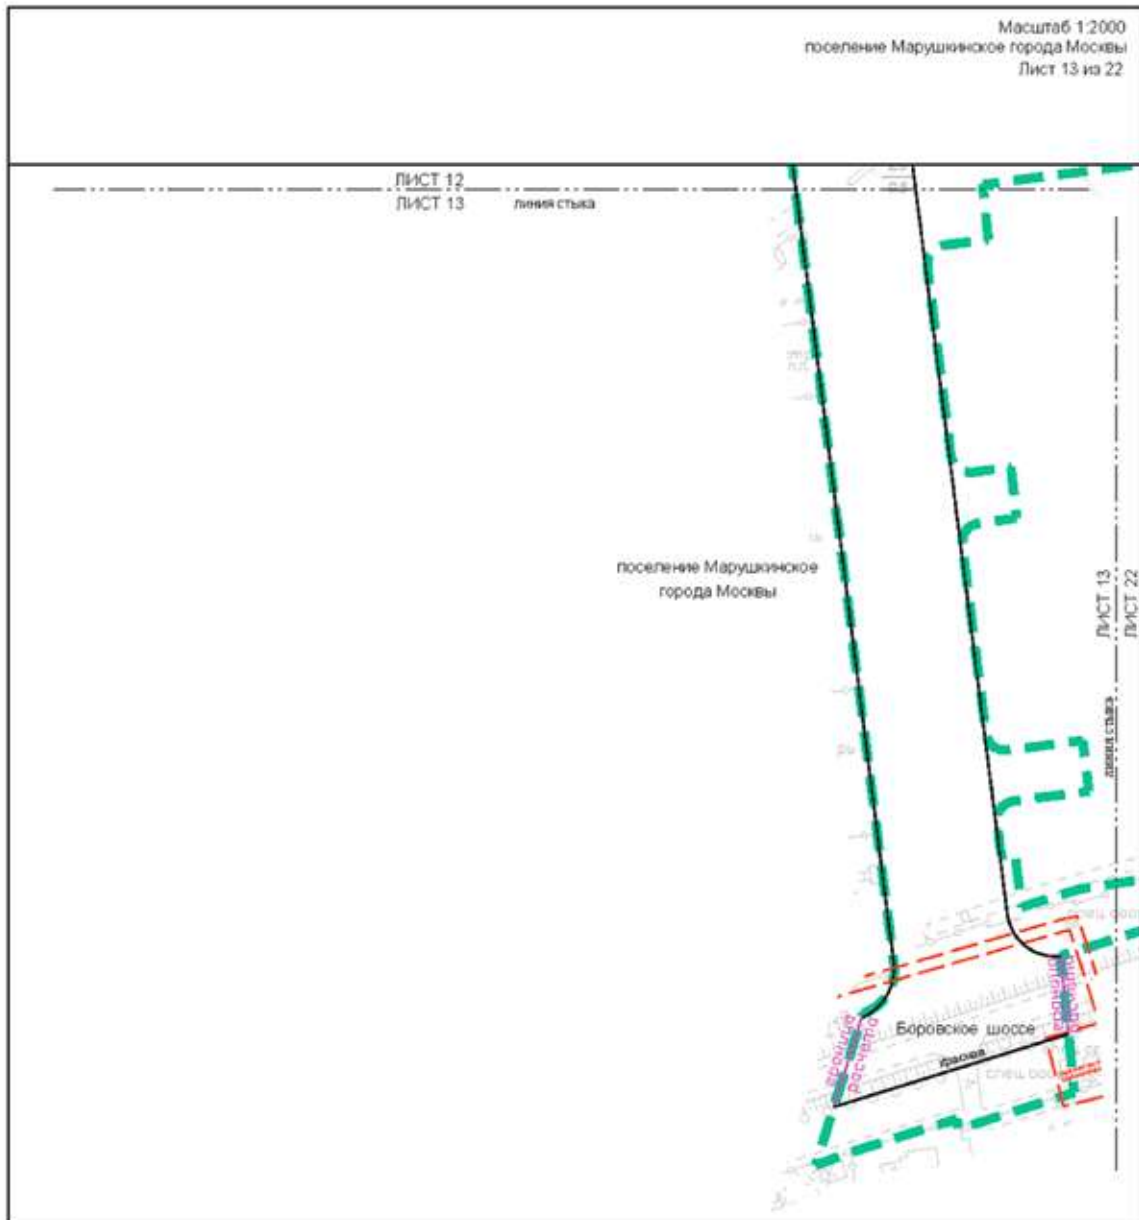 Масштаб 1:2000
поселение Марушкинское города Москвы
Лист 13 из 22
ЛИСТ 12
ЛИСТ 13
линия стыка
поселение Марушкинское
города Москвы
ЛИСТ 13
ЛИСТ 22
линия стыка
граница
расчета
граница
расчета
Боровское шоссе
красная